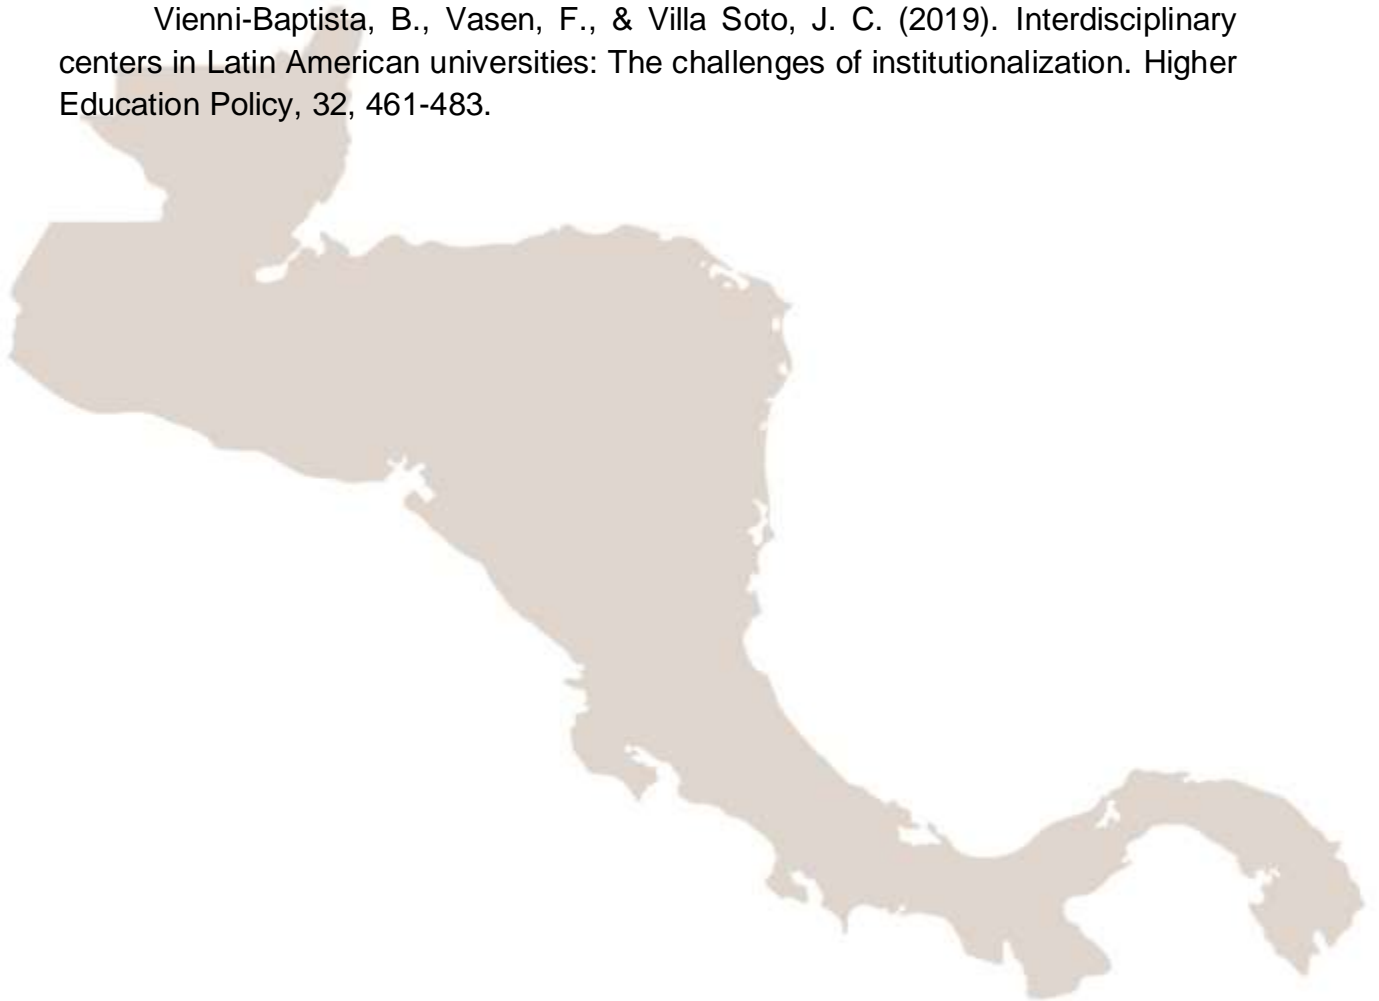 Vienni-Baptista, B., Vasen, F., & Villa Soto, J. C. (2019). Interdisciplinary
centers in Latin American universities: The challenges of institutionalization. Higher
Education Policy, 32, 461-483.